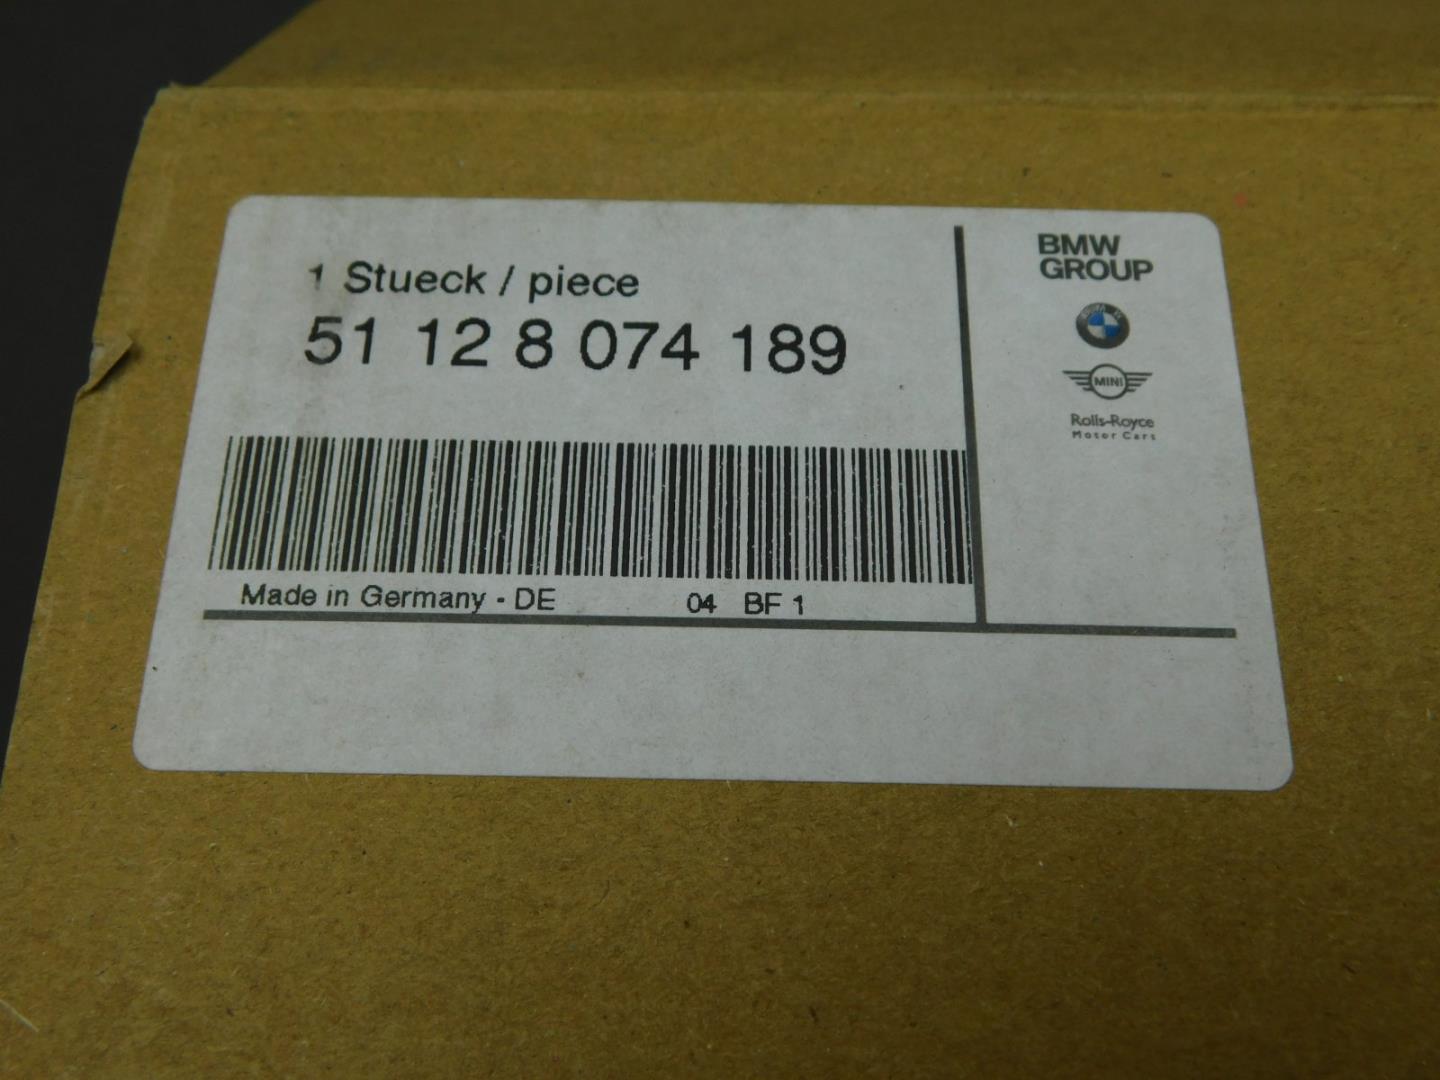 1 Stueck / piece
51 12 8 074 189
Made in Germany - DE 04 BF 1
BMW
GROUP
MINI
Rolls-Royce
Motor Cars